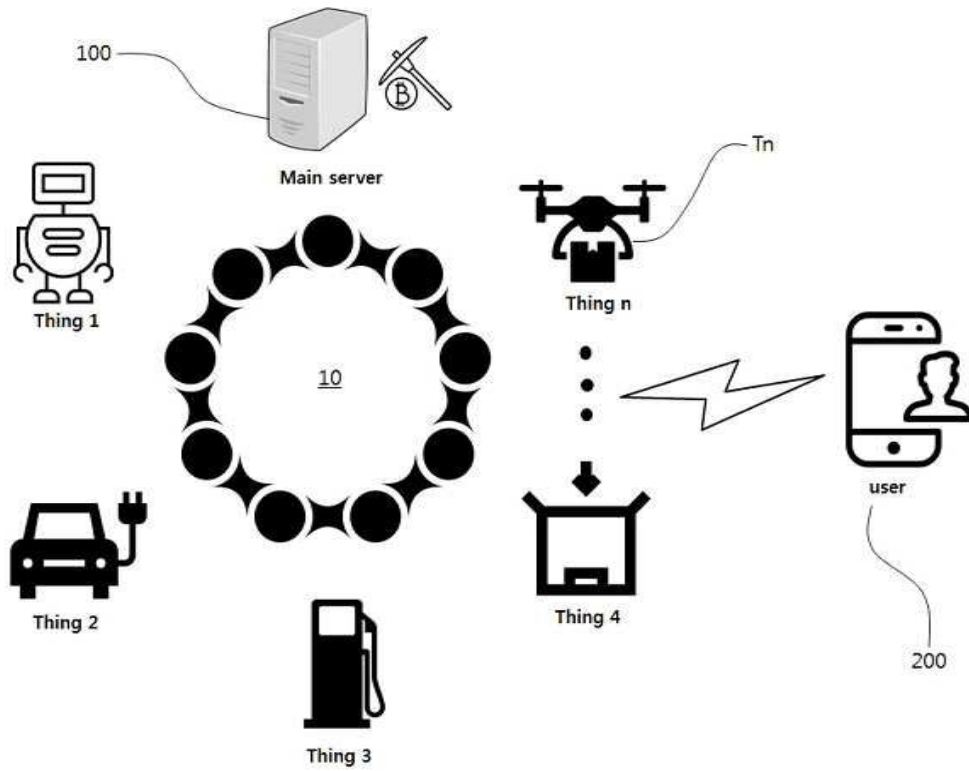 100
Main server
Tn
Thing 1
Thing n
10
user
Thing 2
Thing 4
200
Thing 3